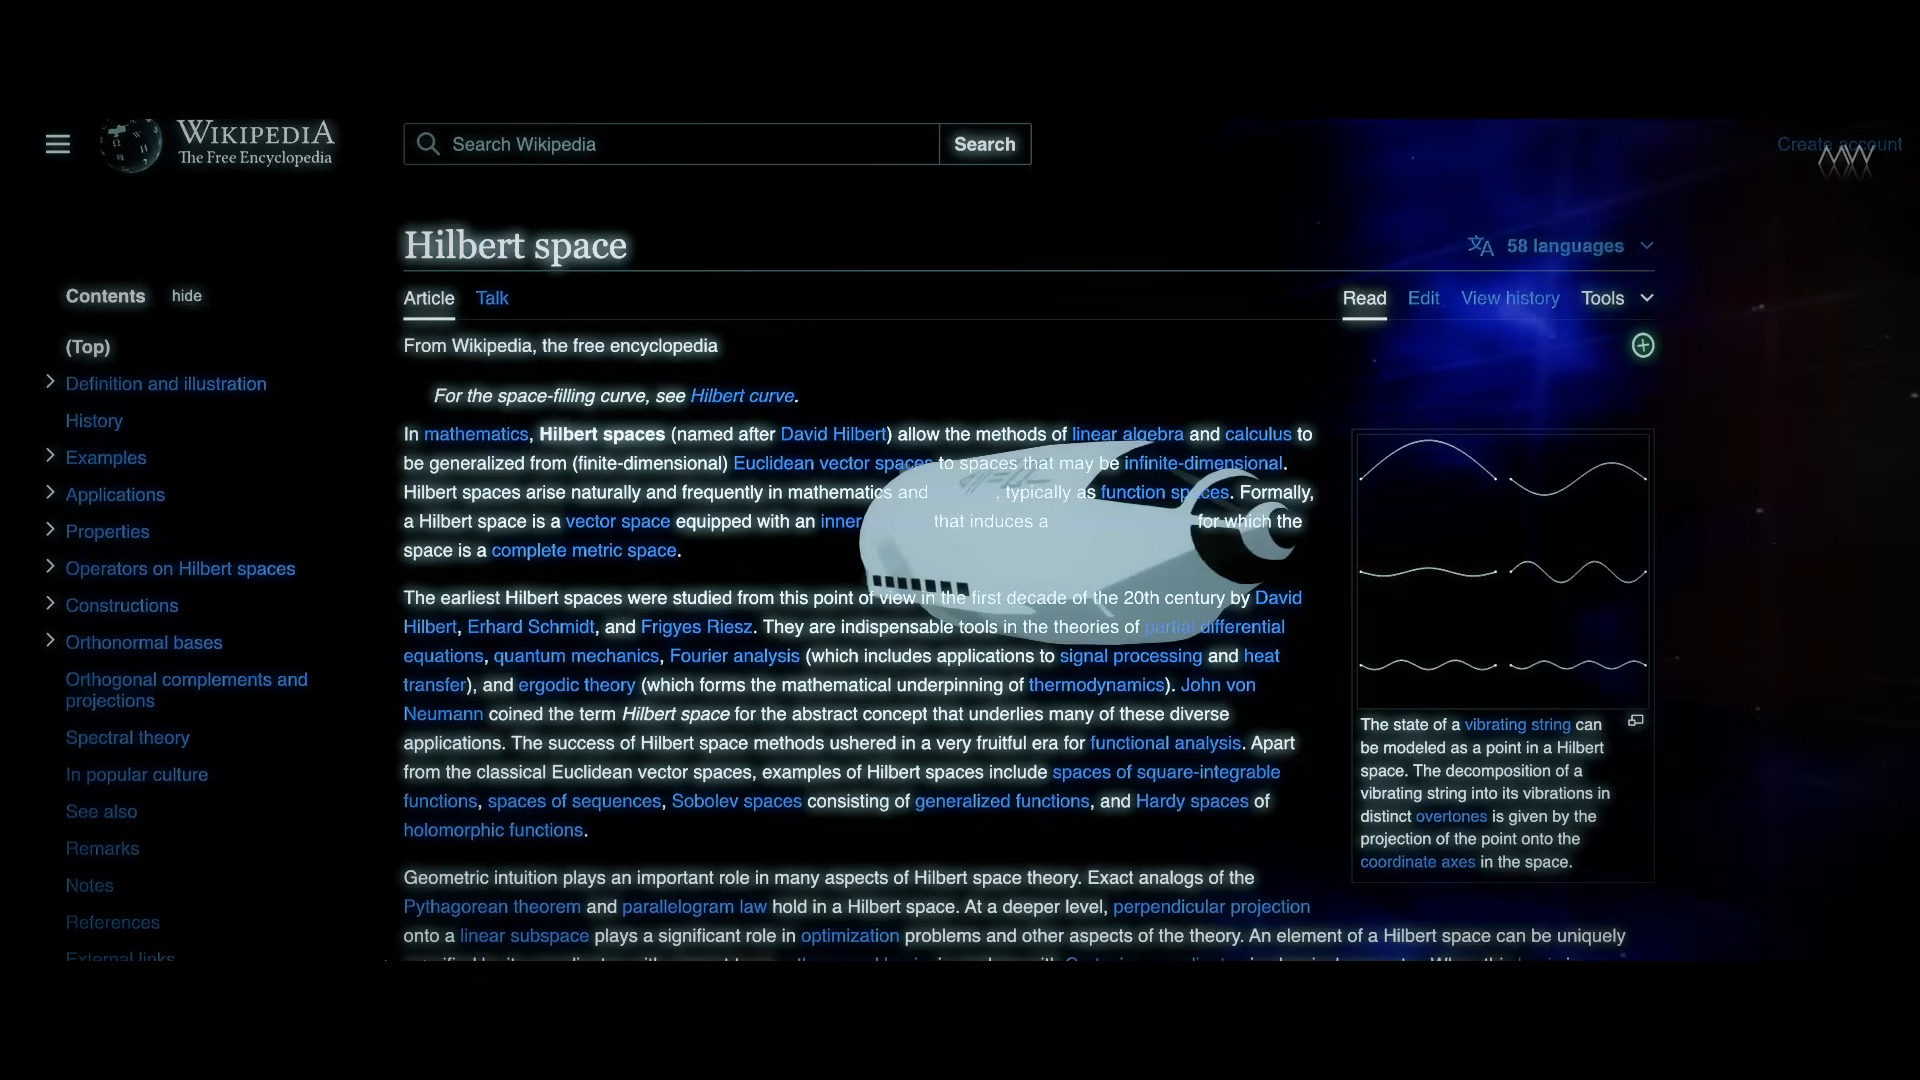 WIKIPEDIA
The Free Encyclopedia
Search Wikipedia
Search
Create account
MW
Hilbert space
58 languages
Contents hide
Article Talk
Read Edit View history Tools
(Top)
Definition and illustration
History
Examples
Applications
Properties
Operators on Hilbert spaces
Constructions
Orthonormal bases
Orthogonal complements and
projections
Spectral theory
In popular culture
See also
Remarks
Notes
References
External links
From Wikipedia, the free encyclopedia
For the space-filling curve, see Hilbert curve.
In mathematics, Hilbert spaces (named after David Hilbert) allow the methods of linear algebra and calculus to
be generalized from (finite-dimensional) Euclidean vector spaces to spaces that may be infinite-dimensional.
Hilbert spaces arise naturally and frequently in mathematics and , typically as function spaces. Formally,
a Hilbert space is a vector space equipped with an inner that induces a for which the
space is a complete metric space.
The earliest Hilbert spaces were studied from this point of view in the first decade of the 20th century by David
Hilbert, Erhard Schmidt, and Frigyes Riesz. They are indispensable tools in the theories of partial differential
equations, quantum mechanics, Fourier analysis (which includes applications to signal processing and heat
transfer), and ergodic theory (which forms the mathematical underpinning of thermodynamics). John von
Neumann coined the term Hilbert space for the abstract concept that underlies many of these diverse
applications. The success of Hilbert space methods ushered in a very fruitful era for functional analysis. Apart
from the classical Euclidean vector spaces, examples of Hilbert spaces include spaces of square-integrable
functions, spaces of sequences, Sobolev spaces consisting of generalized functions, and Hardy spaces of
holomorphic functions.
Geometric intuition plays an important role in many aspects of Hilbert space theory. Exact analogs of the
Pythagorean theorem and parallelogram law hold in a Hilbert space. At a deeper level, perpendicular projection
onto a linear subspace plays a significant role in optimization problems and other aspects of the theory. An element of a Hilbert space can be uniquely
The state of a vibrating string can
be modeled as a point in a Hilbert
space. The decomposition of a
vibrating string into its vibrations in
distinct overtones is given by the
projection of the point onto the
coordinate axes in the space.